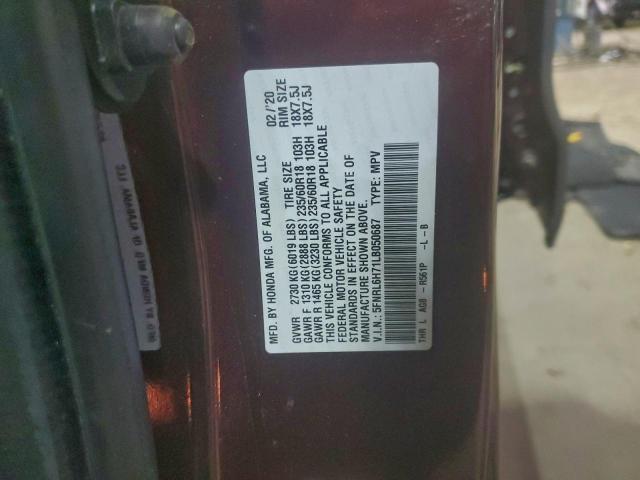 MFD. BY HONDA MFG. OF ALABAMA, LLC 02/'20
TIRE SIZE RIM SIZE
GVWR 2730 KG(6019 LBS)
GAWR F 1310 KG(2888 LBS) 235/60R18 103H 18X7.5J
GAWR R 1465 KG(3230 LBS) 235/60R18 103H 18X7.5J
THIS VEHICLE CONFORMS TO ALL APPLICABLE
FEDERAL MOTOR VEHICLE SAFETY
STANDARDS IN EFFECT ON THE DATE OF
MANUFACTURE SHOWN ABOVE.
V.I.N.: 5FNRL6H71LB050687 TYPE: MPV
THR L AG8 - R561P -L-B